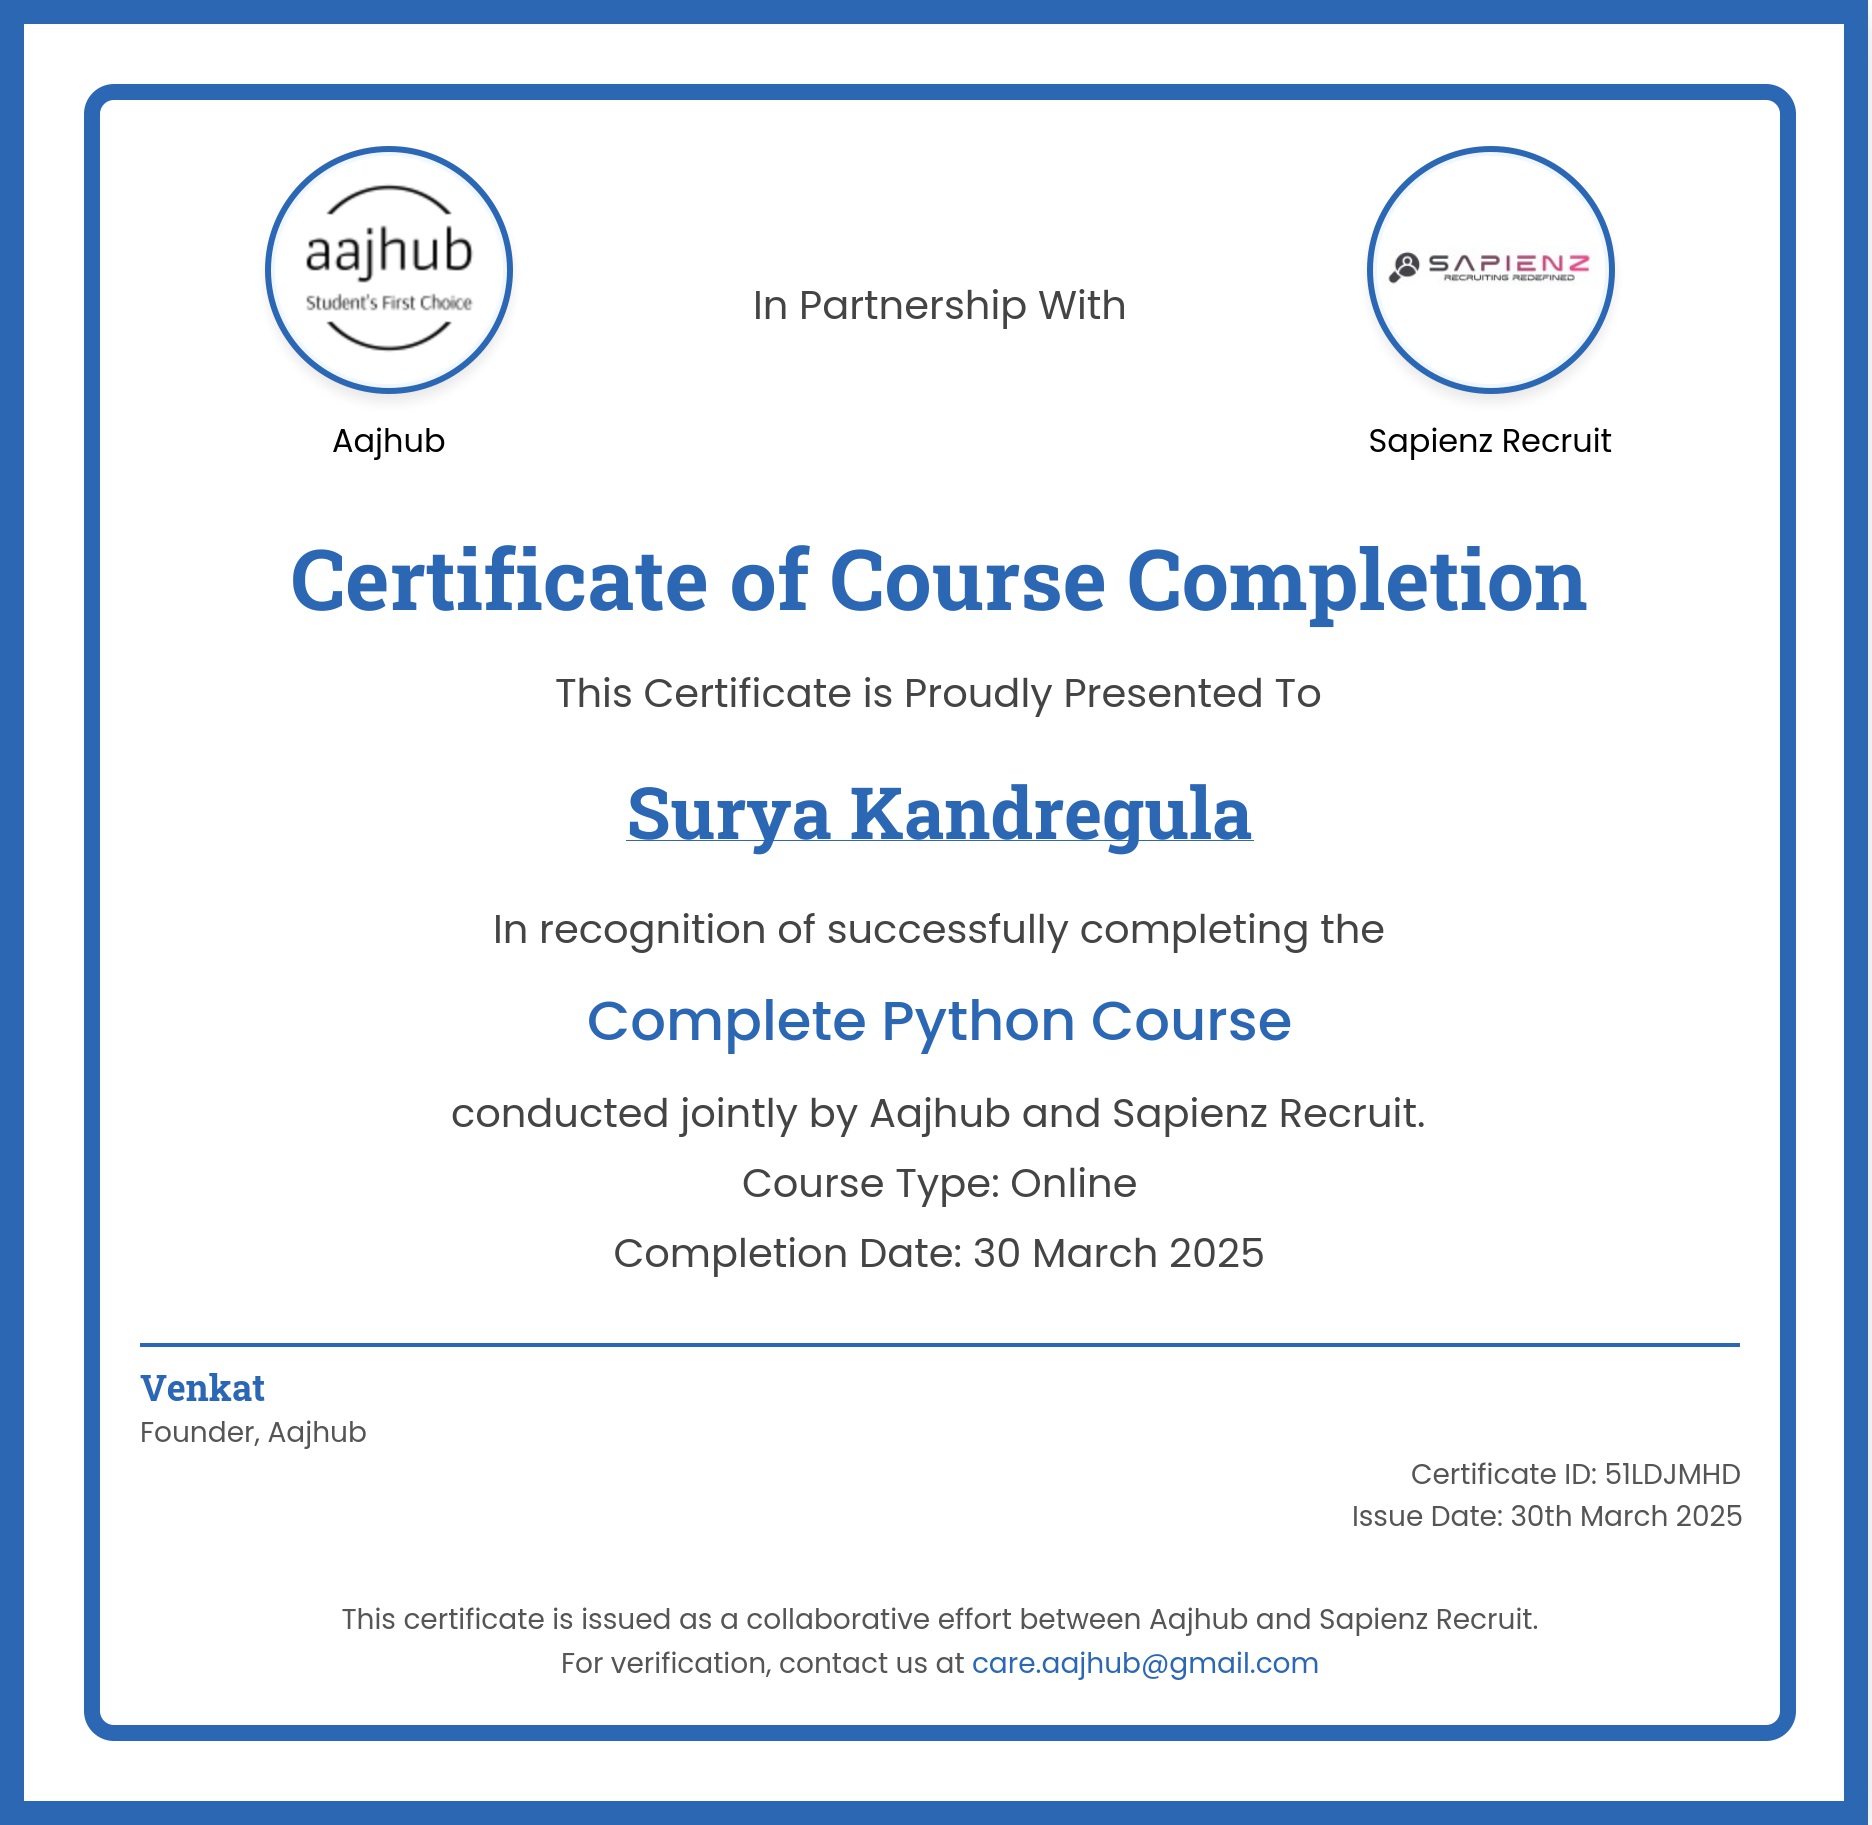 aajhub
Student's First Choice
In Partnership With
SAPIENZ
RECRUITING REDEFINED
Aajhub
Sapienz Recruit
Certificate of Course Completion
This Certificate is Proudly Presented To
Surya Kandregula
In recognition of successfully completing the
Complete Python Course
conducted jointly by Aajhub and Sapienz Recruit.
Course Type: Online
Completion Date: 30 March 2025
Venkat
Founder, Aajhub
Certificate ID: 51LDJMHD
Issue Date: 30th March 2025
This certificate is issued as a collaborative effort between Aajhub and Sapienz Recruit.
For verification, contact us at care.aajhub@gmail.com